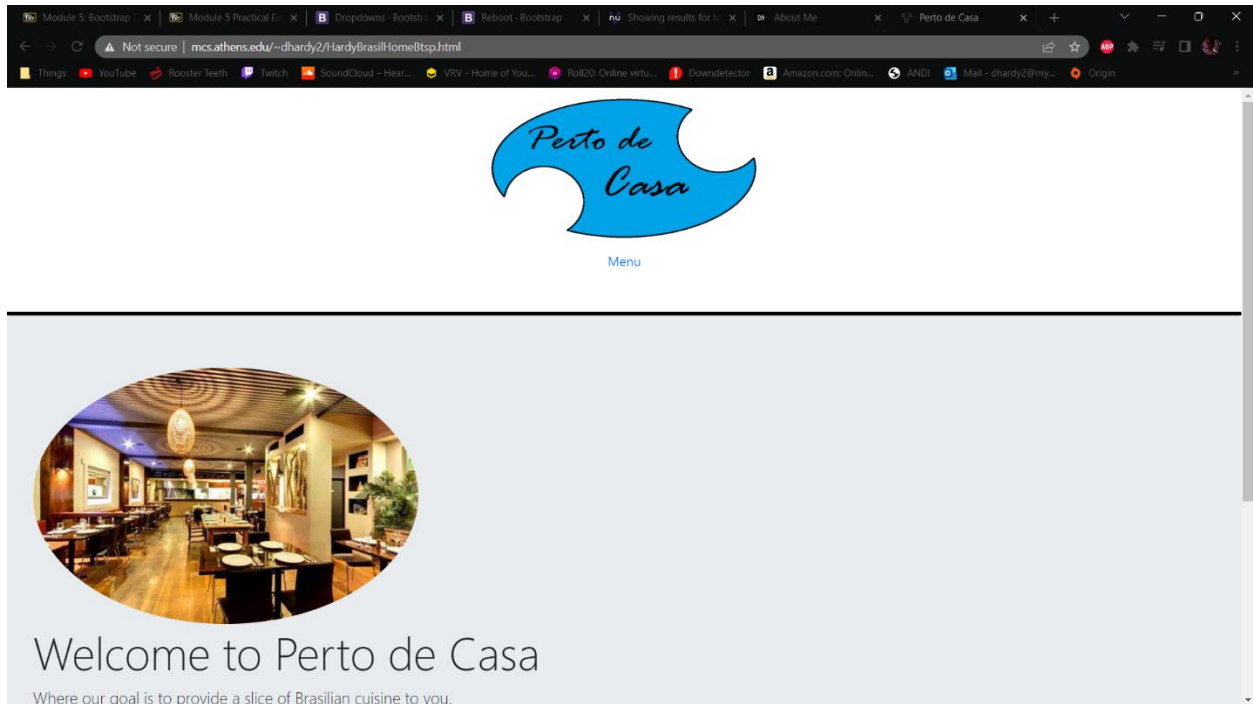 Module 5: Bootstrap
Module 5 Practical Ex
Dropdowns - Bootstra
Reboot - Bootstrap
Showing results for h
About Me
Perto de Casa
Not secure | mcs.athens.edu/~dhardy2/HardyBrasilHomeBtsp.html
Things YouTube Rooster Teeth Twitch SoundCloud – Hear... VRV - Home of You... Roll20: Online virtu... Downdetector Amazon.com: Onlin... ANDI Mail - dhardy2@my... Origin
Perto de
Casa
Menu
Welcome to Perto de Casa
Where our goal is to provide a slice of Brasilian cuisine to you.